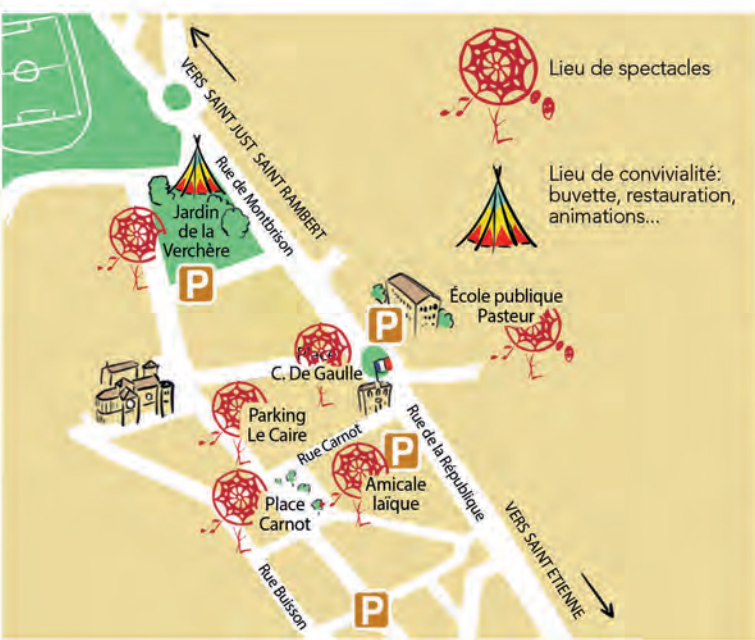 Lieu de spectacles
Lieu de convivialité:
buvette, restauration,
animations...
VERS SAINT JUST SAINT RAMBERT
Rue de Montbrison
Jardin
de la
Verchère
P
École publique
Pasteur
P
Place
C. De Gaulle
Parking
Le Caire
Rue Carnot
P
Rue de la République
Amicale
laïque
Place
Carnot
VERS SAINT ETIENNE
Rue Buisson
P